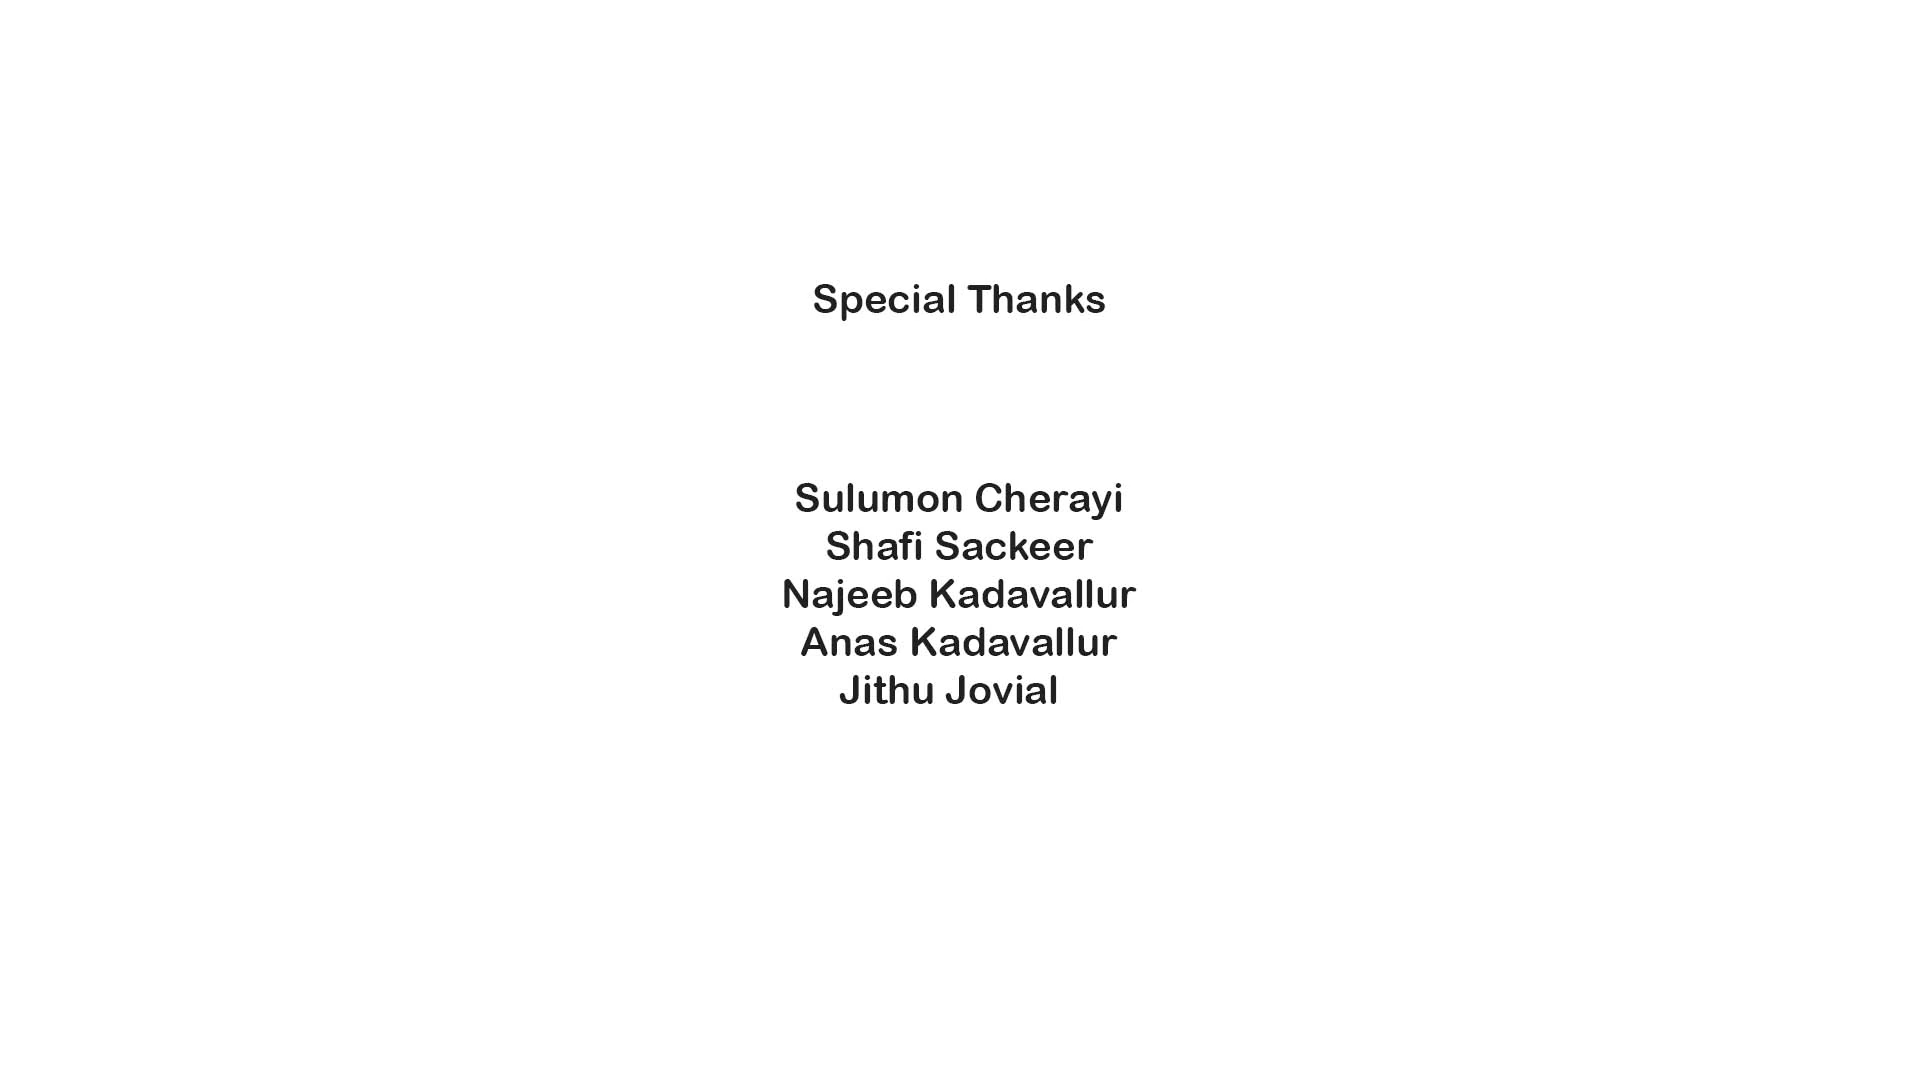 Special Thanks
Sulumon Cherayi
Shafi Sackeer
Najeeb Kadavallur
Anas Kadavallur
Jithu Jovial